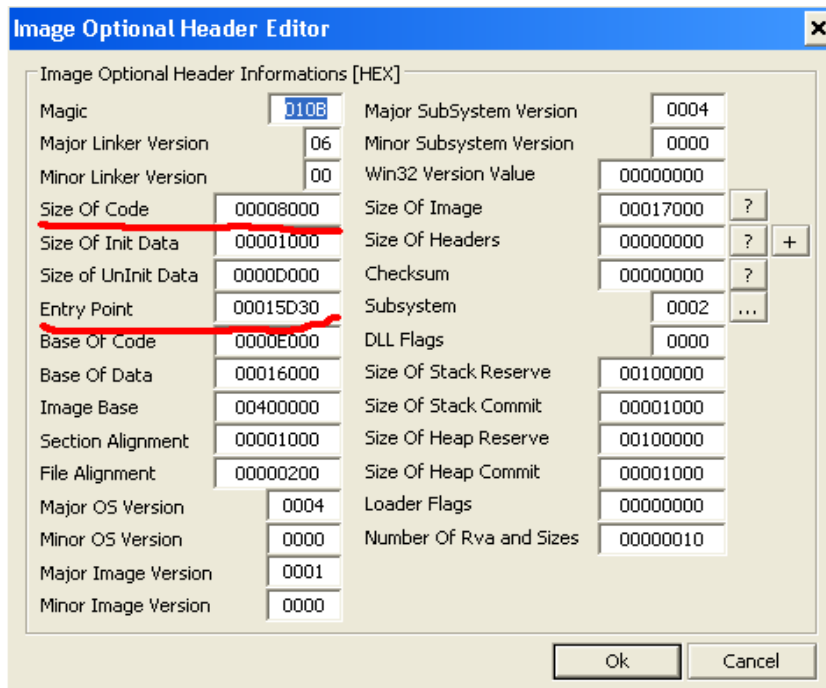 Image Optional Header Editor
Image Optional Header Informations [HEX]
Magic 010B
Major Linker Version 06
Minor Linker Version 00
Size Of Code 00008000
Size Of Init Data 00001000
Size of UnInit Data 0000D000
Entry Point 00015D30
Base Of Code 0000E000
Base Of Data 00016000
Image Base 00400000
Section Alignment 00001000
File Alignment 00000200
Major OS Version 0004
Minor OS Version 0000
Major Image Version 0001
Minor Image Version 0000
Major SubSystem Version 0004
Minor Subsystem Version 0000
Win32 Version Value 00000000
Size Of Image 00017000 ?
Size Of Headers 00000000 ? +
Checksum 00000000 ?
Subsystem 0002 ...
DLL Flags 0000
Size Of Stack Reserve 00100000
Size Of Stack Commit 00001000
Size Of Heap Reserve 00100000
Size Of Heap Commit 00001000
Loader Flags 00000000
Number Of Rva and Sizes 00000010
Ok Cancel